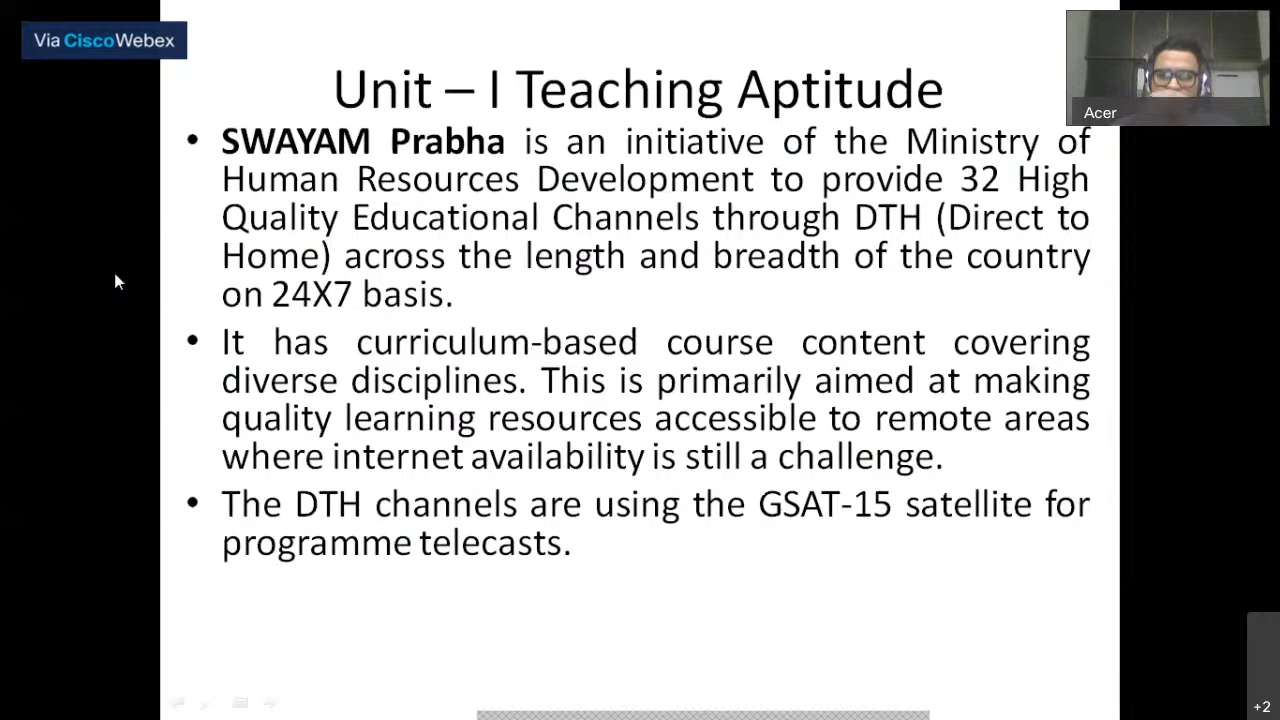 Via CiscoWebex
Acer
Unit – I Teaching Aptitude
• SWAYAM Prabha is an initiative of the Ministry of
Human Resources Development to provide 32 High
Quality Educational Channels through DTH (Direct to
Home) across the length and breadth of the country
on 24X7 basis.
• It has curriculum-based course content covering
diverse disciplines. This is primarily aimed at making
quality learning resources accessible to remote areas
where internet availability is still a challenge.
• The DTH channels are using the GSAT-15 satellite for
programme telecasts.
+2